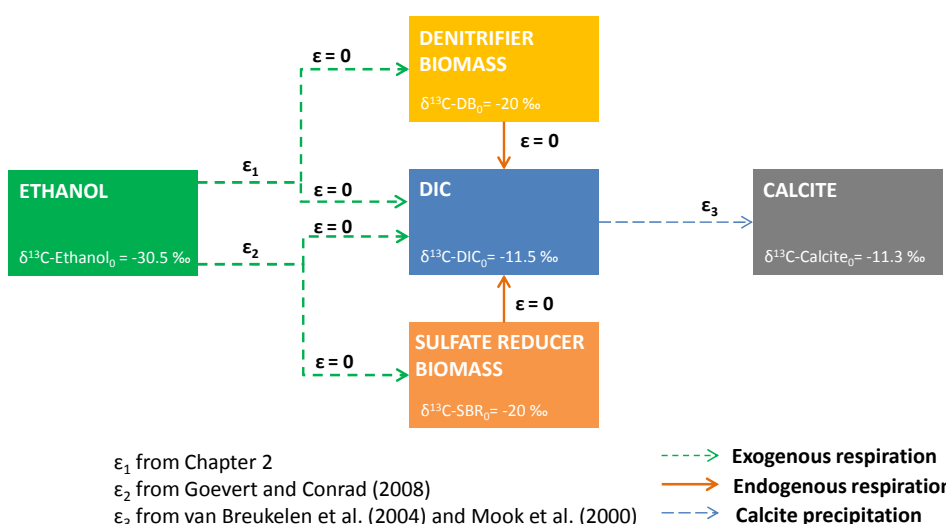 DENITRIFIER
BIOMASS
δ¹³C-DB₀= -20 ‰
ε = 0
ε = 0
ε₁
ε = 0
ETHANOL
δ¹³C-Ethanol₀ = -30.5 ‰
DIC
δ¹³C-DIC₀= -11.5 ‰
ε₃
CALCITE
δ¹³C-Calcite₀= -11.3 ‰
ε = 0
ε₂
ε = 0
ε = 0
SULFATE REDUCER
BIOMASS
δ¹³C-SBR₀= -20 ‰
ε₁ from Chapter 2
ε₂ from Goevert and Conrad (2008)
ε₃ from van Breukelen et al. (2004) and Mook et al. (2000)
Exogenous respiration
Endogenous respiration
Calcite precipitation